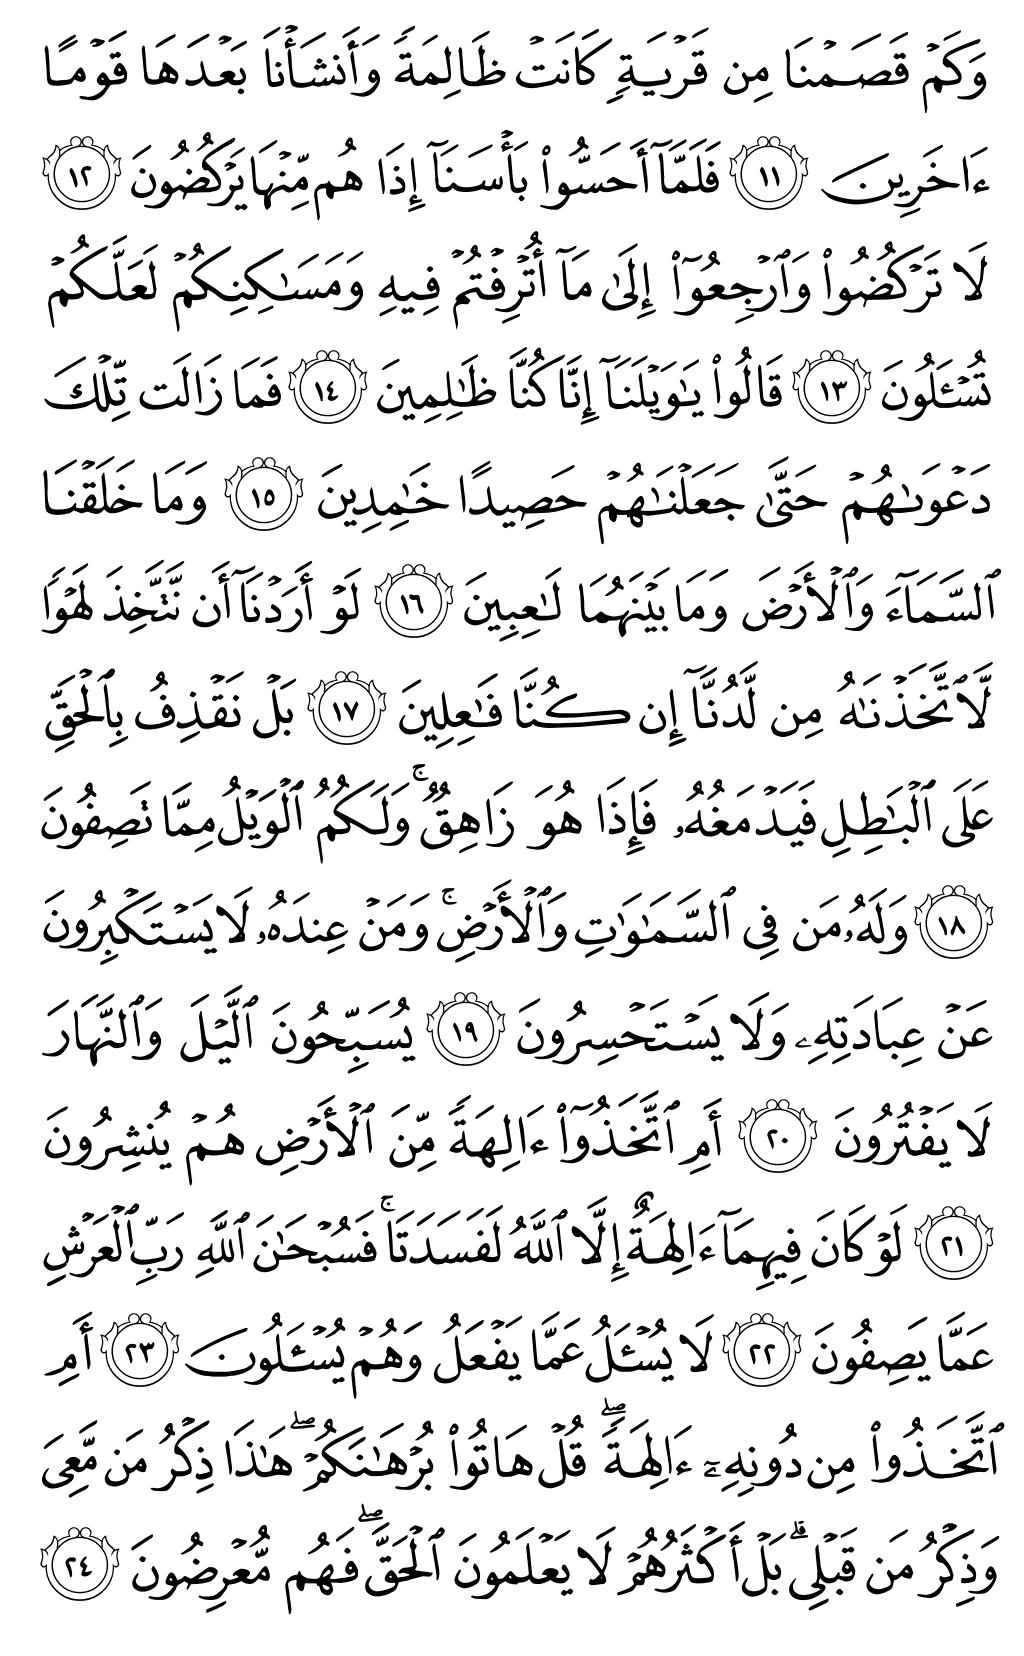 وَكَمۡ قَصَمۡنَا مِن قَرۡيَةٖ كَانَتۡ ظَالِمَةٗ وَأَنشَأۡنَا بَعۡدَهَا قَوۡمًا
ءَاخَرِينَ ١١ فَلَمَّآ أَحَسُّواْ بَأۡسَنَآ إِذَا هُم مِّنۡهَا يَرۡكُضُونَ ١٢
لَا تَرۡكُضُواْ وَٱرۡجِعُوٓاْ إِلَىٰ مَآ أُتۡرِفۡتُمۡ فِيهِ وَمَسَٰكِنِكُمۡ لَعَلَّكُمۡ
تُسۡـَٔلُونَ ١٣ قَالُواْ يَٰوَيۡلَنَآ إِنَّا كُنَّا ظَٰلِمِينَ ١٤ فَمَا زَالَت تِّلۡكَ
دَعۡوَىٰهُمۡ حَتَّىٰ جَعَلۡنَٰهُمۡ حَصِيدًا خَٰمِدِينَ ١٥ وَمَا خَلَقۡنَا
ٱلسَّمَآءَ وَٱلۡأَرۡضَ وَمَا بَيۡنَهُمَا لَٰعِبِينَ ١٦ لَوۡ أَرَدۡنَآ أَن نَّتَّخِذَ لَهۡوٗا
لَّٱتَّخَذۡنَٰهُ مِن لَّدُنَّآ إِن كُنَّا فَٰعِلِينَ ١٧ بَلۡ نَقۡذِفُ بِٱلۡحَقِّ
عَلَى ٱلۡبَٰطِلِ فَيَدۡمَغُهُۥ فَإِذَا هُوَ زَاهِقٞۚ وَلَكُمُ ٱلۡوَيۡلُ مِمَّا تَصِفُونَ
١٨ وَلَهُۥ مَن فِي ٱلسَّمَٰوَٰتِ وَٱلۡأَرۡضِۚ وَمَنۡ عِندَهُۥ لَا يَسۡتَكۡبِرُونَ
عَنۡ عِبَادَتِهِۦ وَلَا يَسۡتَحۡسِرُونَ ١٩ يُسَبِّحُونَ ٱلَّيۡلَ وَٱلنَّهَارَ
لَا يَفۡتُرُونَ ٢٠ أَمِ ٱتَّخَذُوٓاْ ءَالِهَةٗ مِّنَ ٱلۡأَرۡضِ هُمۡ يُنشِرُونَ
٢١ لَوۡ كَانَ فِيهِمَآ ءَالِهَةٌ إِلَّا ٱللَّهُ لَفَسَدَتَاۚ فَسُبۡحَٰنَ ٱللَّهِ رَبِّ ٱلۡعَرۡشِ
عَمَّا يَصِفُونَ ٢٢ لَا يُسۡـَٔلُ عَمَّا يَفۡعَلُ وَهُمۡ يُسۡـَٔلُونَ ٢٣ أَمِ
ٱتَّخَذُواْ مِن دُونِهِۦٓ ءَالِهَةٗۖ قُلۡ هَاتُواْ بُرۡهَٰنَكُمۡۖ هَٰذَا ذِكۡرُ مَن مَّعِيَ
وَذِكۡرُ مَن قَبۡلِيۚ بَلۡ أَكۡثَرُهُمۡ لَا يَعۡلَمُونَ ٱلۡحَقَّۖ فَهُم مُّعۡرِضُونَ ٢٤